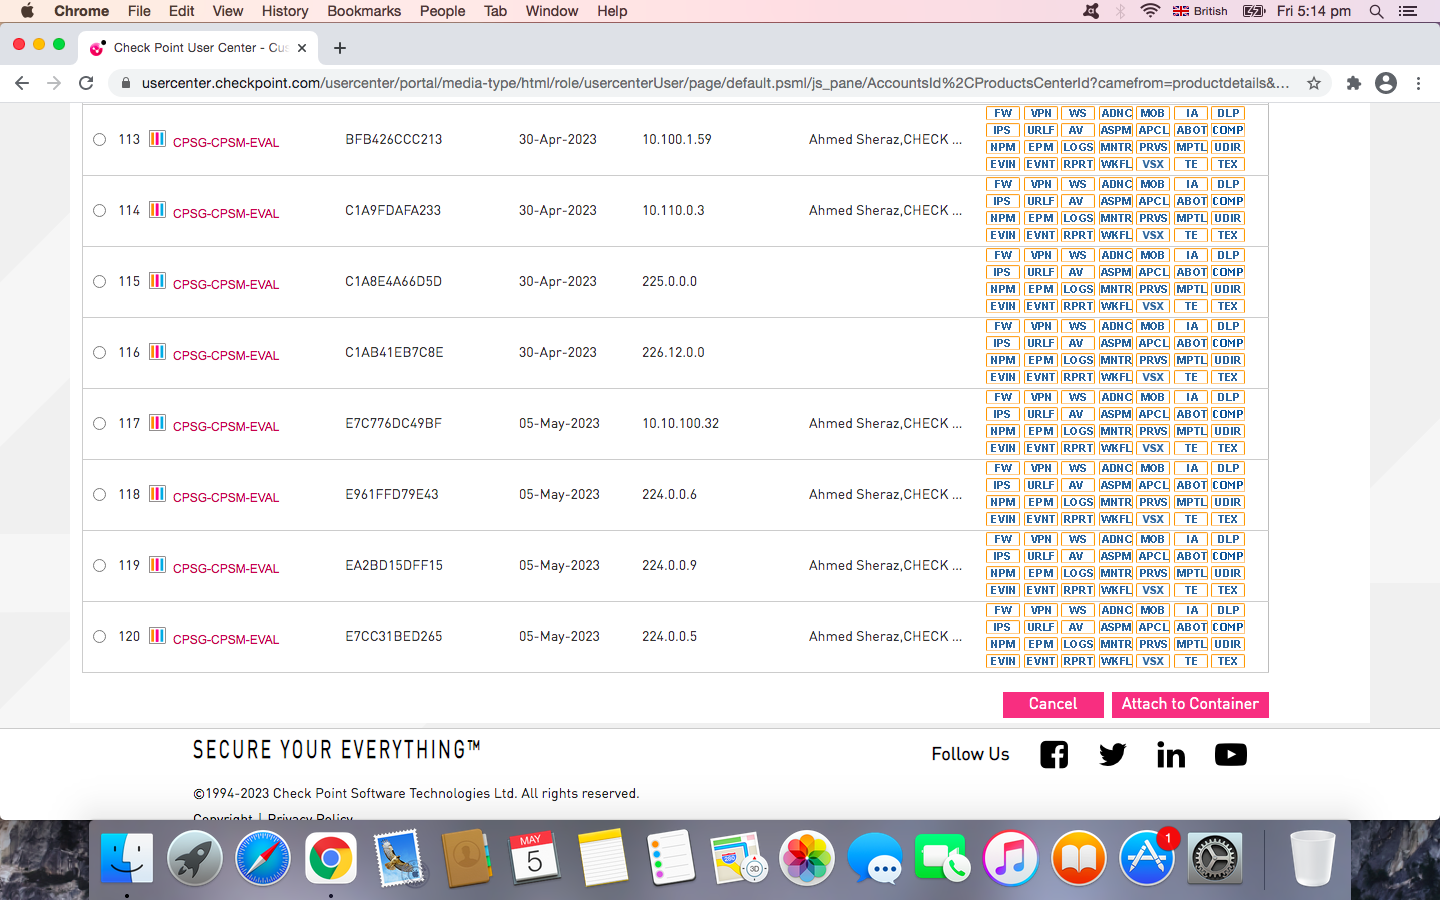 Chrome File Edit View History Bookmarks People Tab Window Help British Fri 5:14 pm
Check Point User Center - Cus
usercenter.checkpoint.com/usercenter/portal/media-type/html/role/usercenterUser/page/default.psml/js_pane/AccountsId%2CProductsCenterId?camefrom=productdetails&...
FW VPN WS ADNC MOB IA DLP
113 CPSG-CPSM-EVAL BFB426CCC213 30-Apr-2023 10.100.1.59 Ahmed Sheraz,CHECK ... IPS URLF AV ASPM APCL ABOT COMP
NPM EPM LOGS MNTR PRVS MPTL UDIR
EVIN EVNT RPRT WKFL VSX TE TEX
FW VPN WS ADNC MOB IA DLP
114 CPSG-CPSM-EVAL C1A9FDAFA233 30-Apr-2023 10.110.0.3 Ahmed Sheraz,CHECK ... IPS URLF AV ASPM APCL ABOT COMP
NPM EPM LOGS MNTR PRVS MPTL UDIR
EVIN EVNT RPRT WKFL VSX TE TEX
FW VPN WS ADNC MOB IA DLP
115 CPSG-CPSM-EVAL C1A8E4A66D5D 30-Apr-2023 225.0.0.0 IPS URLF AV ASPM APCL ABOT COMP
NPM EPM LOGS MNTR PRVS MPTL UDIR
EVIN EVNT RPRT WKFL VSX TE TEX
FW VPN WS ADNC MOB IA DLP
116 CPSG-CPSM-EVAL C1AB41EB7C8E 30-Apr-2023 226.12.0.0 IPS URLF AV ASPM APCL ABOT COMP
NPM EPM LOGS MNTR PRVS MPTL UDIR
EVIN EVNT RPRT WKFL VSX TE TEX
FW VPN WS ADNC MOB IA DLP
117 CPSG-CPSM-EVAL E7C776DC49BF 05-May-2023 10.10.100.32 Ahmed Sheraz,CHECK ... IPS URLF AV ASPM APCL ABOT COMP
NPM EPM LOGS MNTR PRVS MPTL UDIR
EVIN EVNT RPRT WKFL VSX TE TEX
FW VPN WS ADNC MOB IA DLP
118 CPSG-CPSM-EVAL E961FFD79E43 05-May-2023 224.0.0.6 Ahmed Sheraz,CHECK ... IPS URLF AV ASPM APCL ABOT COMP
NPM EPM LOGS MNTR PRVS MPTL UDIR
EVIN EVNT RPRT WKFL VSX TE TEX
FW VPN WS ADNC MOB IA DLP
119 CPSG-CPSM-EVAL EA2BD15DFF15 05-May-2023 224.0.0.9 Ahmed Sheraz,CHECK ... IPS URLF AV ASPM APCL ABOT COMP
NPM EPM LOGS MNTR PRVS MPTL UDIR
EVIN EVNT RPRT WKFL VSX TE TEX
FW VPN WS ADNC MOB IA DLP
120 CPSG-CPSM-EVAL E7CC31BED265 05-May-2023 224.0.0.5 Ahmed Sheraz,CHECK ... IPS URLF AV ASPM APCL ABOT COMP
NPM EPM LOGS MNTR PRVS MPTL UDIR
EVIN EVNT RPRT WKFL VSX TE TEX
Cancel Attach to Container
SECURE YOUR EVERYTHING™ Follow Us
©1994-2023 Check Point Software Technologies Ltd. All rights reserved.
Copyright | Privacy Policy
MAY
5
280
3D
1